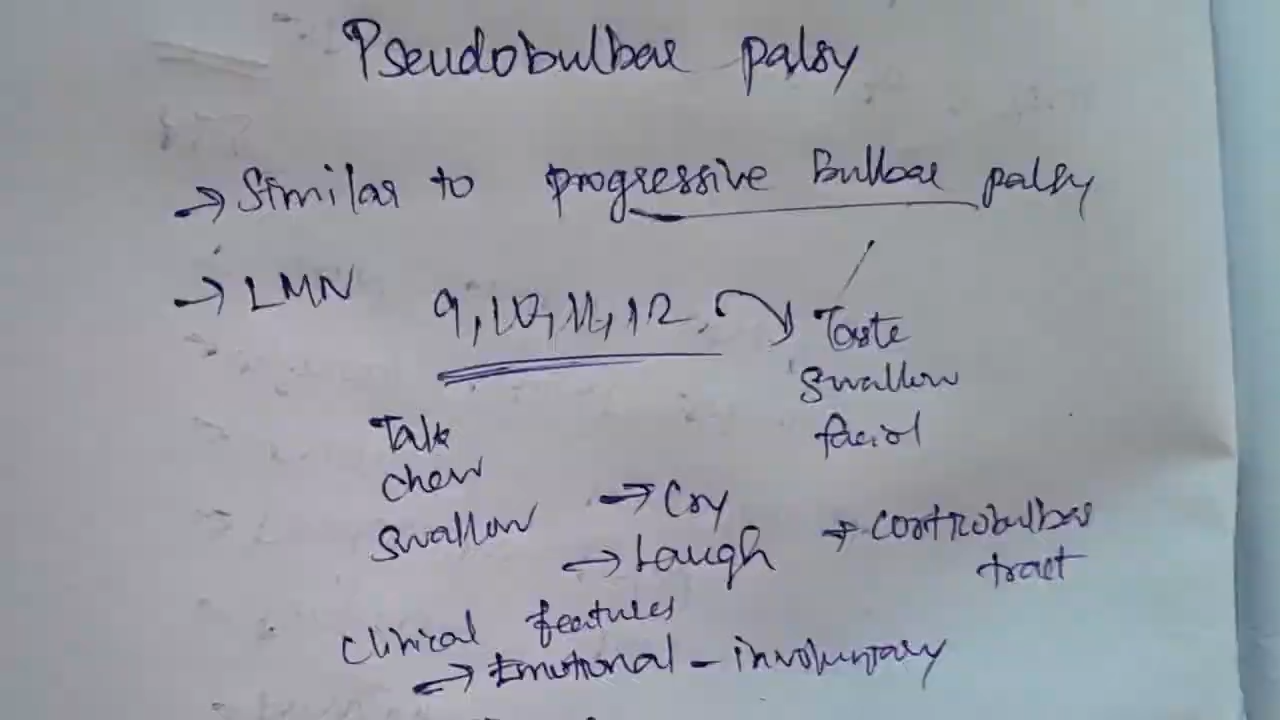 Pseudobulbar palsy
→ Similar to progressive Bulbar palsy
→ LMN 9, 10, 11, 12.
Taste
Swallow
facial
Talk
chew
swallow
→ Cry
→ Laugh
→ corticobulbar
tract
Clinical features
→ Emotional - involuntary